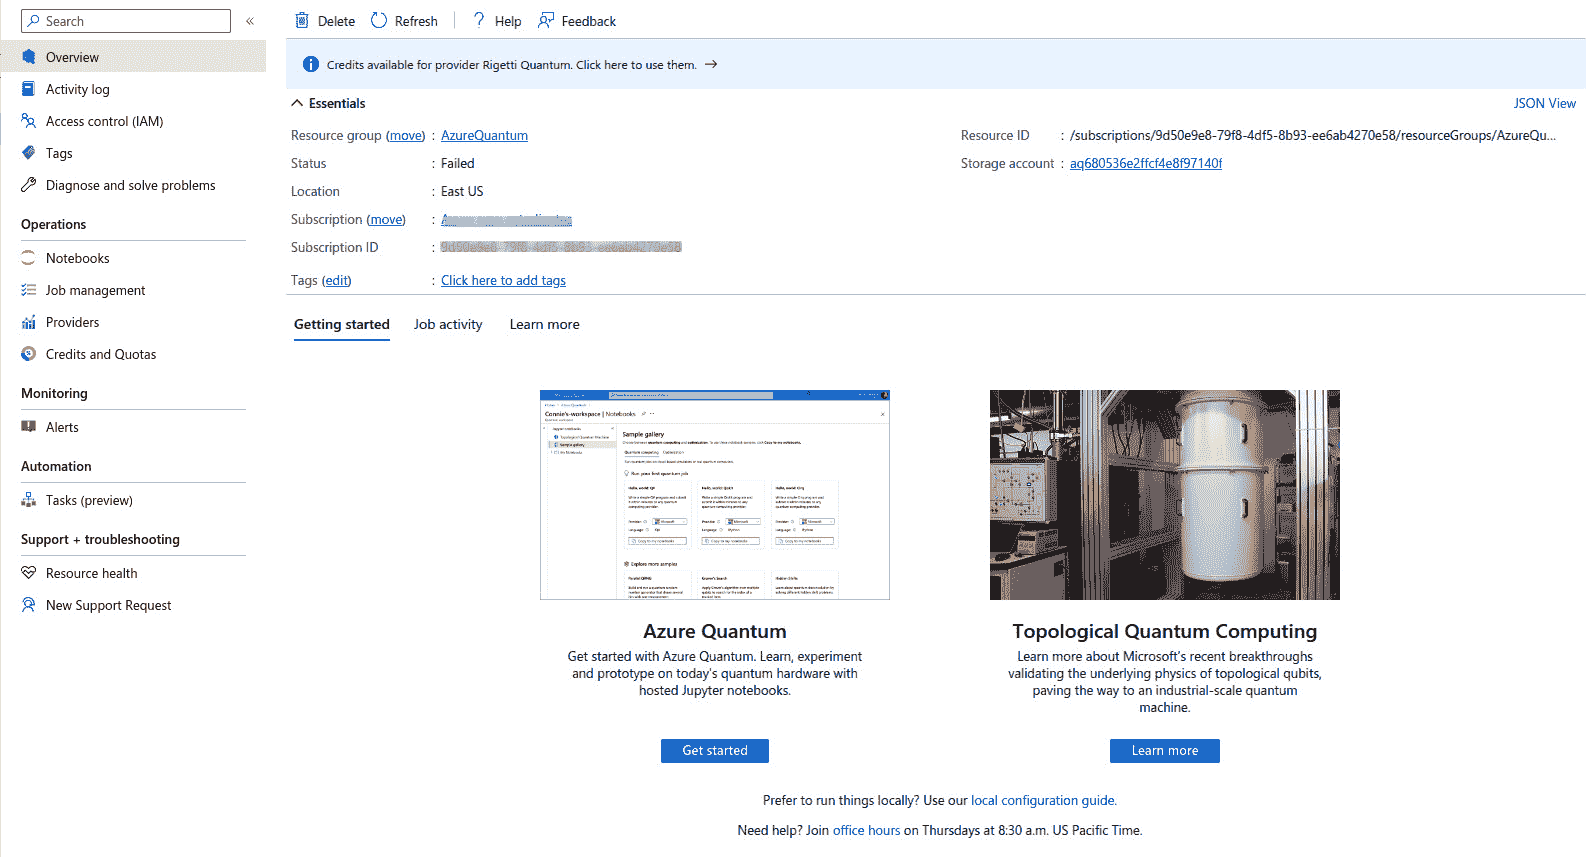 Search «
Delete Refresh Help Feedback
Overview
Activity log
Access control (IAM)
Tags
Diagnose and solve problems
Operations
Notebooks
Job management
Providers
Credits and Quotas
Monitoring
Alerts
Automation
Tasks (preview)
Support + troubleshooting
Resource health
New Support Request
Credits available for provider Rigetti Quantum. Click here to use them. →
Essentials
JSON View
Resource group (move) : AzureQuantum
Status : Failed
Location : East US
Subscription (move) :
Subscription ID :
Tags (edit) : Click here to add tags
Resource ID : /subscriptions/9d50e9e8-79f8-4df5-8b93-ee6ab4270e58/resourceGroups/AzureQu...
Storage account : aq680536e2ffcf4e8f97140f
Getting started Job activity Learn more
Connie's-workspace | Notebooks
Sample gallery
Azure Quantum
Get started with Azure Quantum. Learn, experiment
and prototype on today's quantum hardware with
hosted Jupyter notebooks.
Get started
Topological Quantum Computing
Learn more about Microsoft's recent breakthroughs
validating the underlying physics of topological qubits,
paving the way to an industrial-scale quantum
machine.
Learn more
Prefer to run things locally? Use our local configuration guide.
Need help? Join office hours on Thursdays at 8:30 a.m. US Pacific Time.